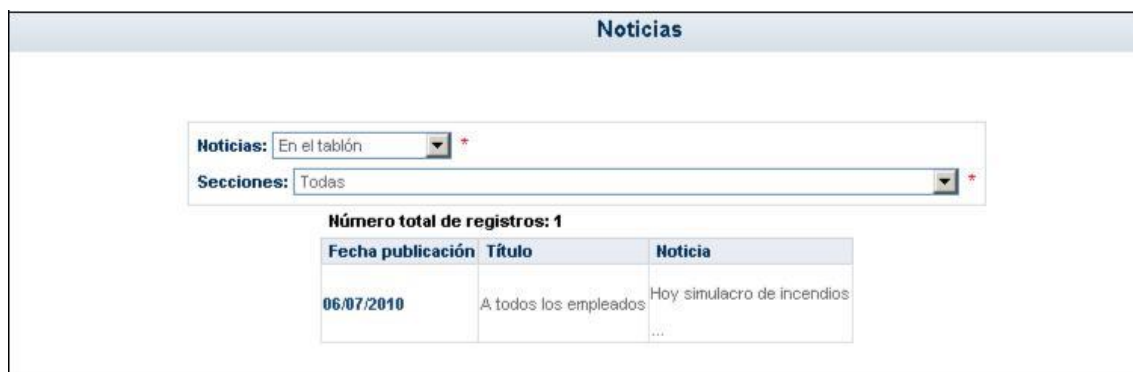 Noticias
Noticias: En el tablón *
Secciones: Todas *
Número total de registros: 1
Fecha publicación Título Noticia
06/07/2010 A todos los empleados Hoy simulacro de incendios
...